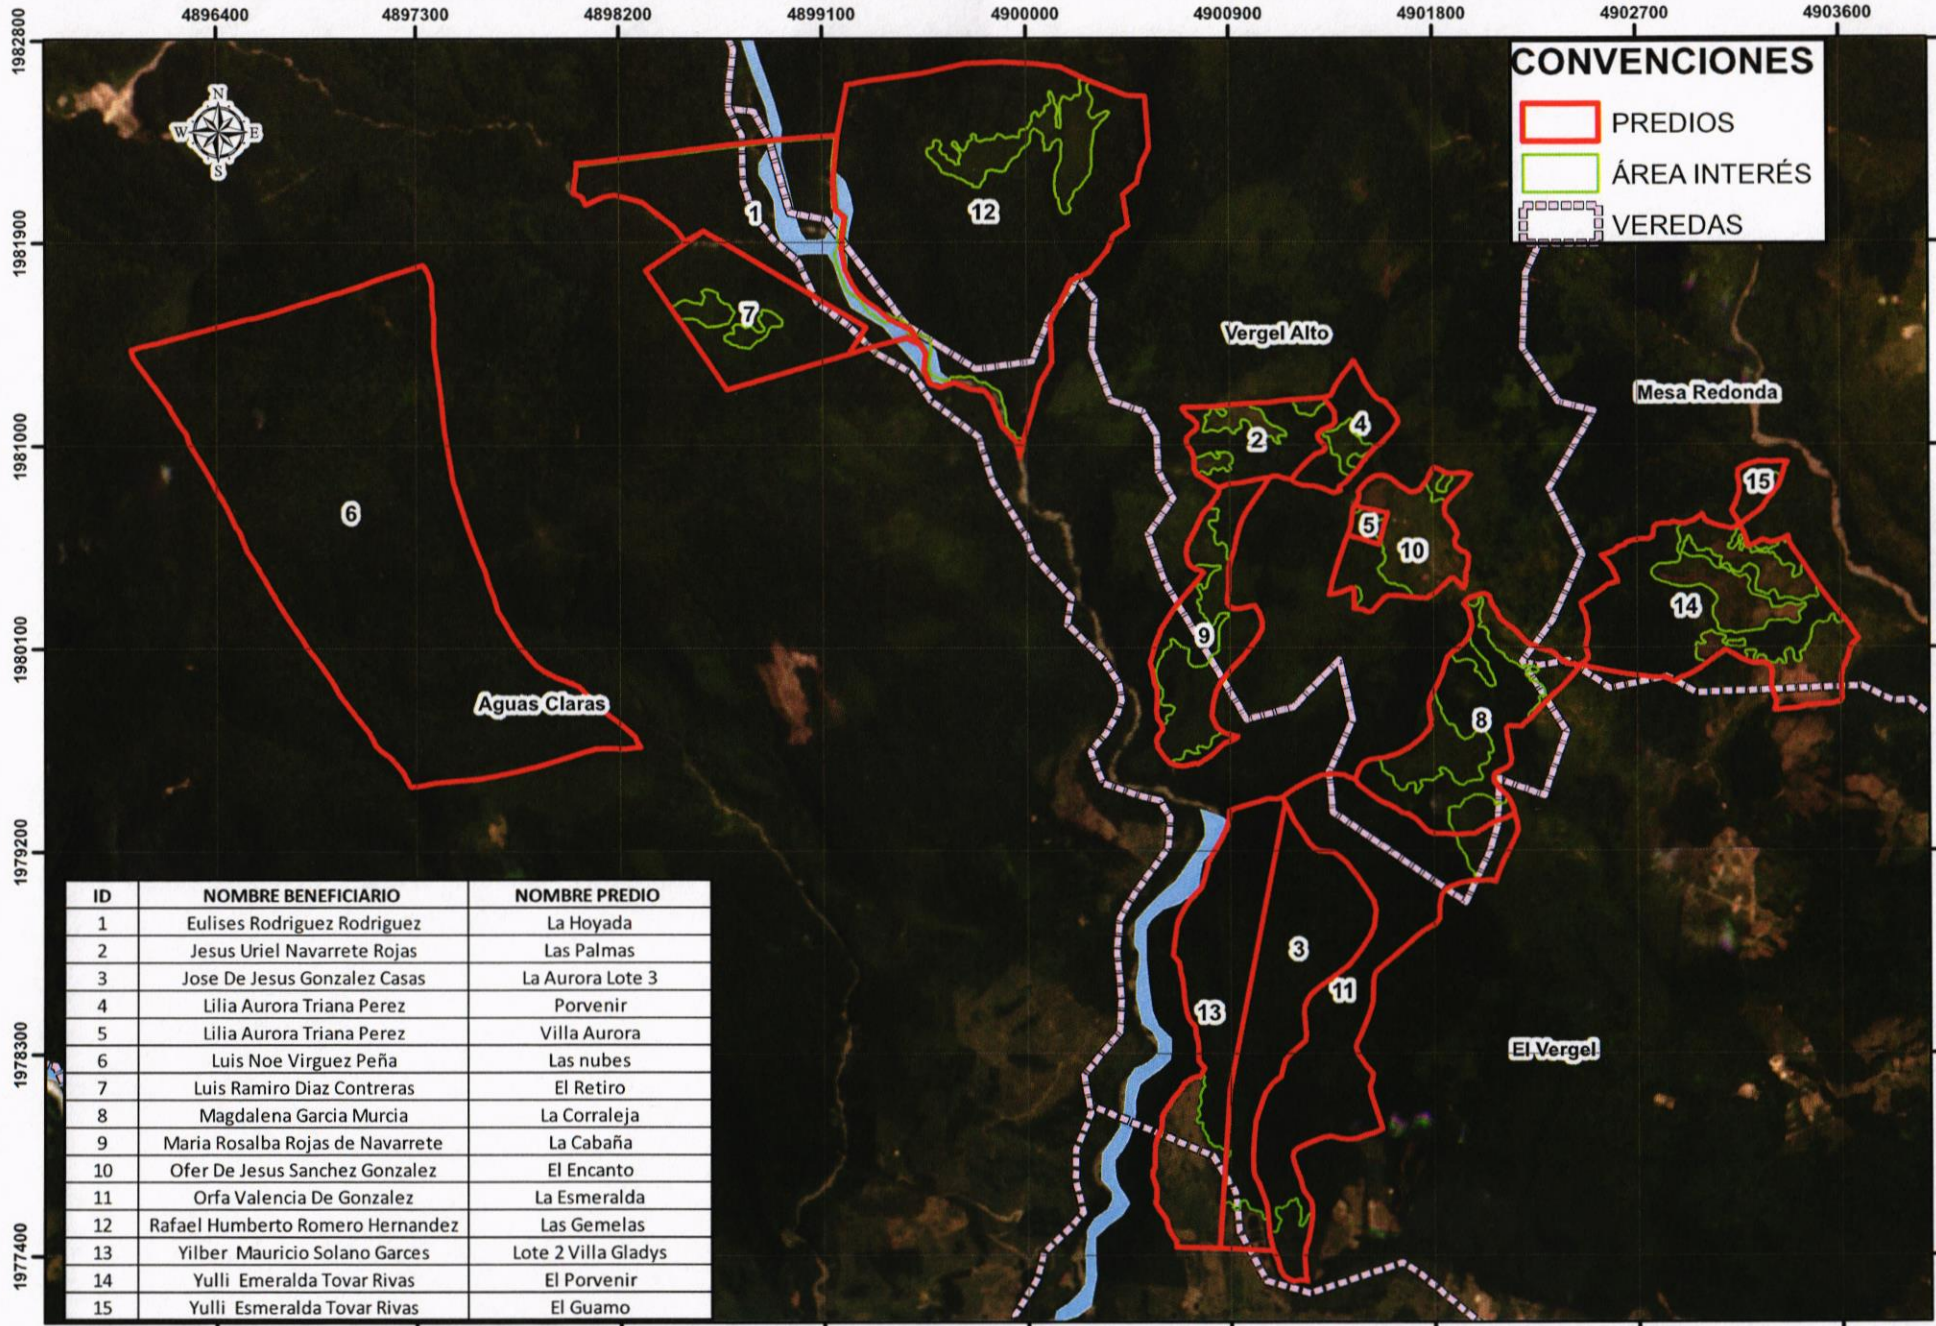 4896400 4897300 4898200 4899100 4900000 4900900 4901800 4902700 4903600
1982800
1981900
1981000
1980100
1979200
1978300
1977400
N
W E
S
CONVENCIONES
PREDIOS
ÁREA INTERÉS
VEREDAS
1
12
7
Vergel Alto
Mesa Redonda
4
2
15
6
5
10
14
9
Aguas Claras
8
3
11
13
El Vergel
ID NOMBRE BENEFICIARIO NOMBRE PREDIO
1 Eulises Rodriguez Rodriguez La Hoyada
2 Jesus Uriel Navarrete Rojas Las Palmas
3 Jose De Jesus Gonzalez Casas La Aurora Lote 3
4 Lilia Aurora Triana Perez Porvenir
5 Lilia Aurora Triana Perez Villa Aurora
6 Luis Noe Virguez Peña Las nubes
7 Luis Ramiro Diaz Contreras El Retiro
8 Magdalena Garcia Murcia La Corraleja
9 Maria Rosalba Rojas de Navarrete La Cabaña
10 Ofer De Jesus Sanchez Gonzalez El Encanto
11 Orfa Valencia De Gonzalez La Esmeralda
12 Rafael Humberto Romero Hernandez Las Gemelas
13 Yilber Mauricio Solano Garces Lote 2 Villa Gladys
14 Yulli Emeralda Tovar Rivas El Porvenir
15 Yulli Esmeralda Tovar Rivas El Guamo